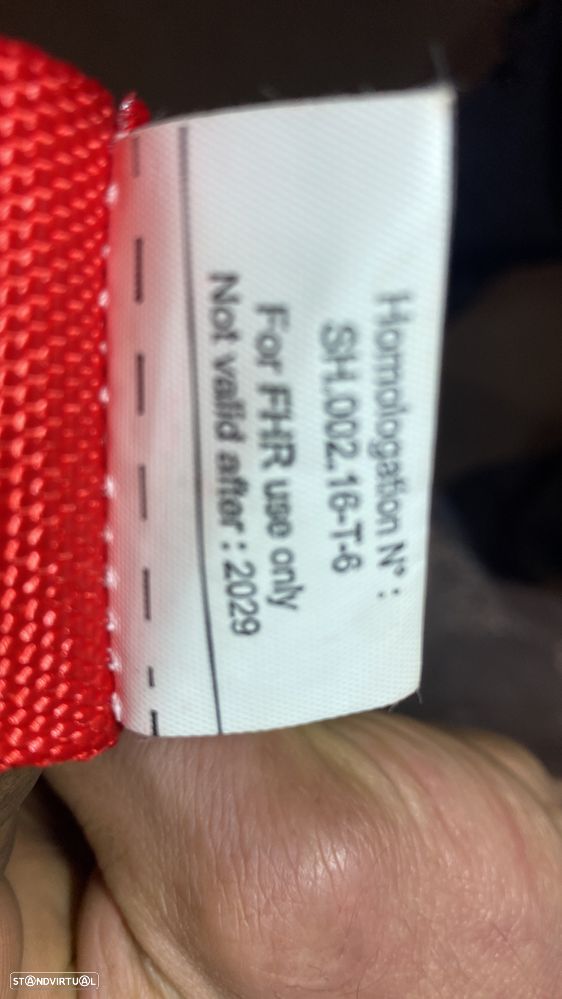 Homologation N° :
SH.002.16-T-6
For FHR use only
Not valid after : 2029
STANDVIRTUAL